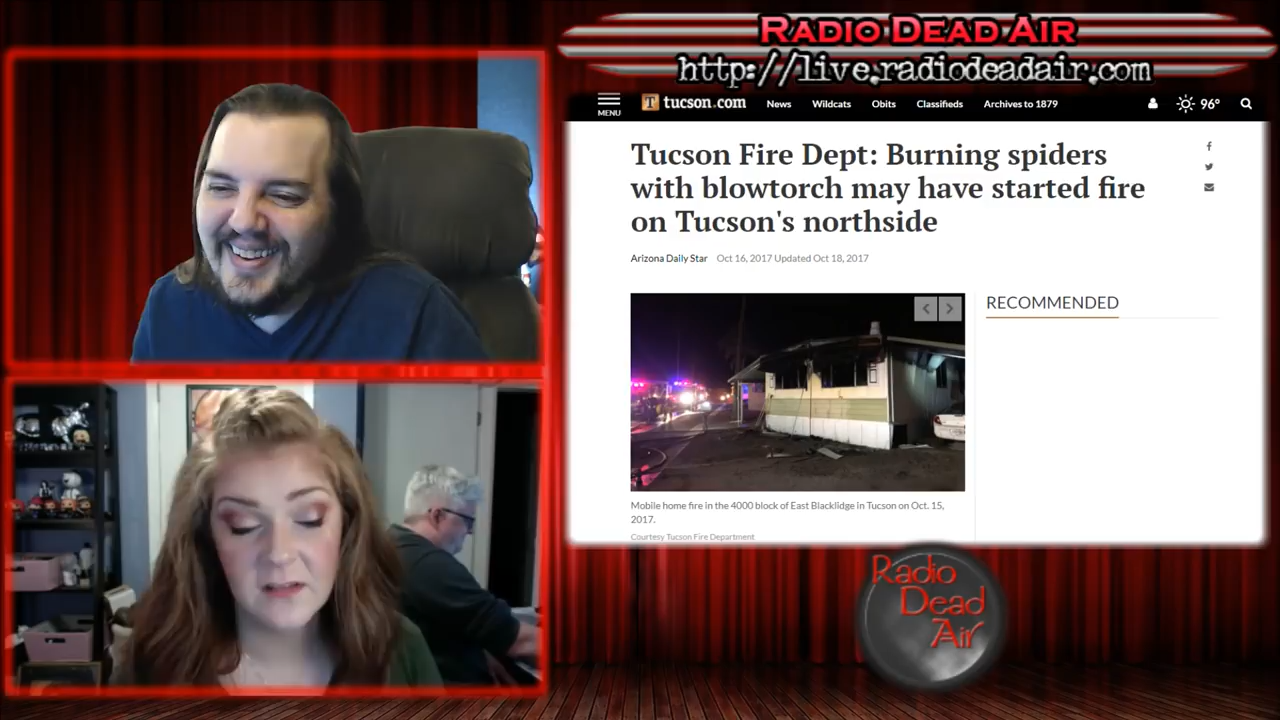 RADIO DEAD AIR
http://live.radiodeadair.com
MENU
T tucson.com News Wildcats Obits Classifieds Archives to 1879 96°
Tucson Fire Dept: Burning spiders
with blowtorch may have started fire
on Tucson's northside
Arizona Daily Star Oct 16, 2017 Updated Oct 18, 2017
RECOMMENDED
Mobile home fire in the 4000 block of East Blacklidge in Tucson on Oct. 15,
2017.
Courtesy Tucson Fire Department
Radio
Dead
Air